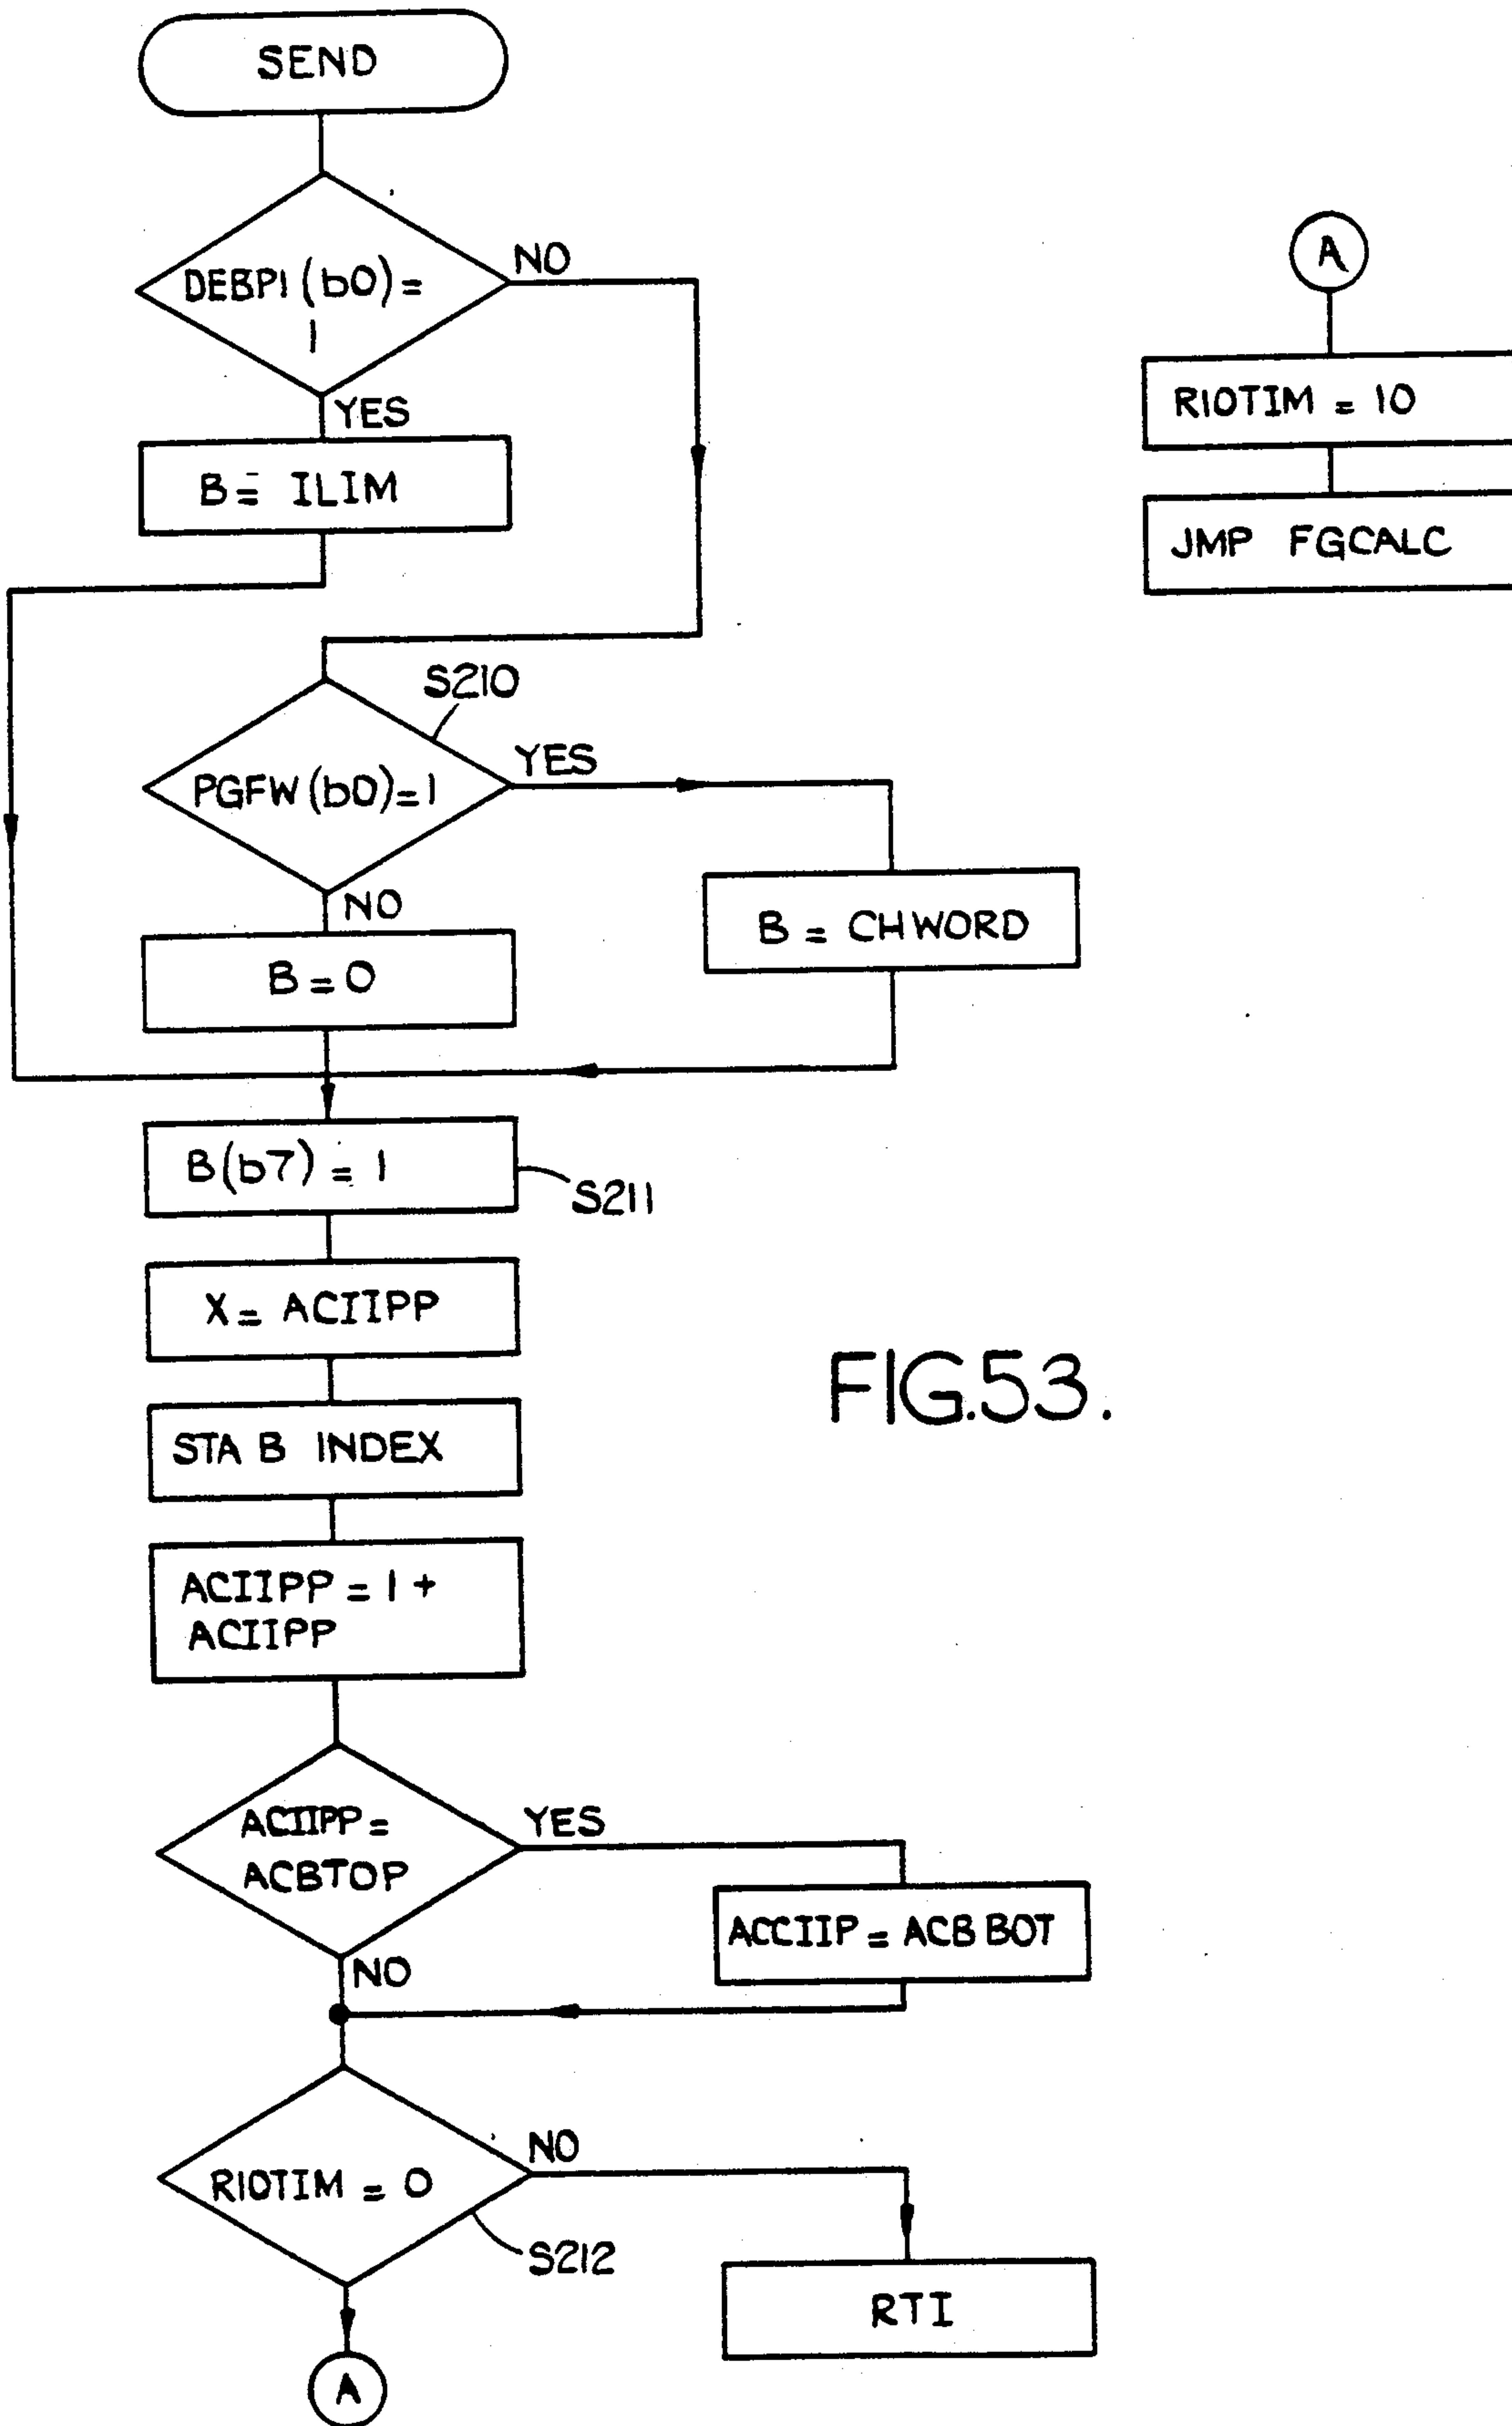 SEND
DEBPI (b0) =
1
NO
YES
B = ILIM
S210
PGFW (b0) = 1
YES
NO
B = CHWORD
B = 0
B(b7) = 1
S211
X = ACIIPP
STA B INDEX
ACIIPP = 1 +
ACIIPP
ACIIPP =
ACBTOP
YES
ACCIIP = ACB BOT
NO
RIOTIM = 0
NO
S212
RTI
A
A
RIOTIM = 10
JMP FGCALC
FIG.53.